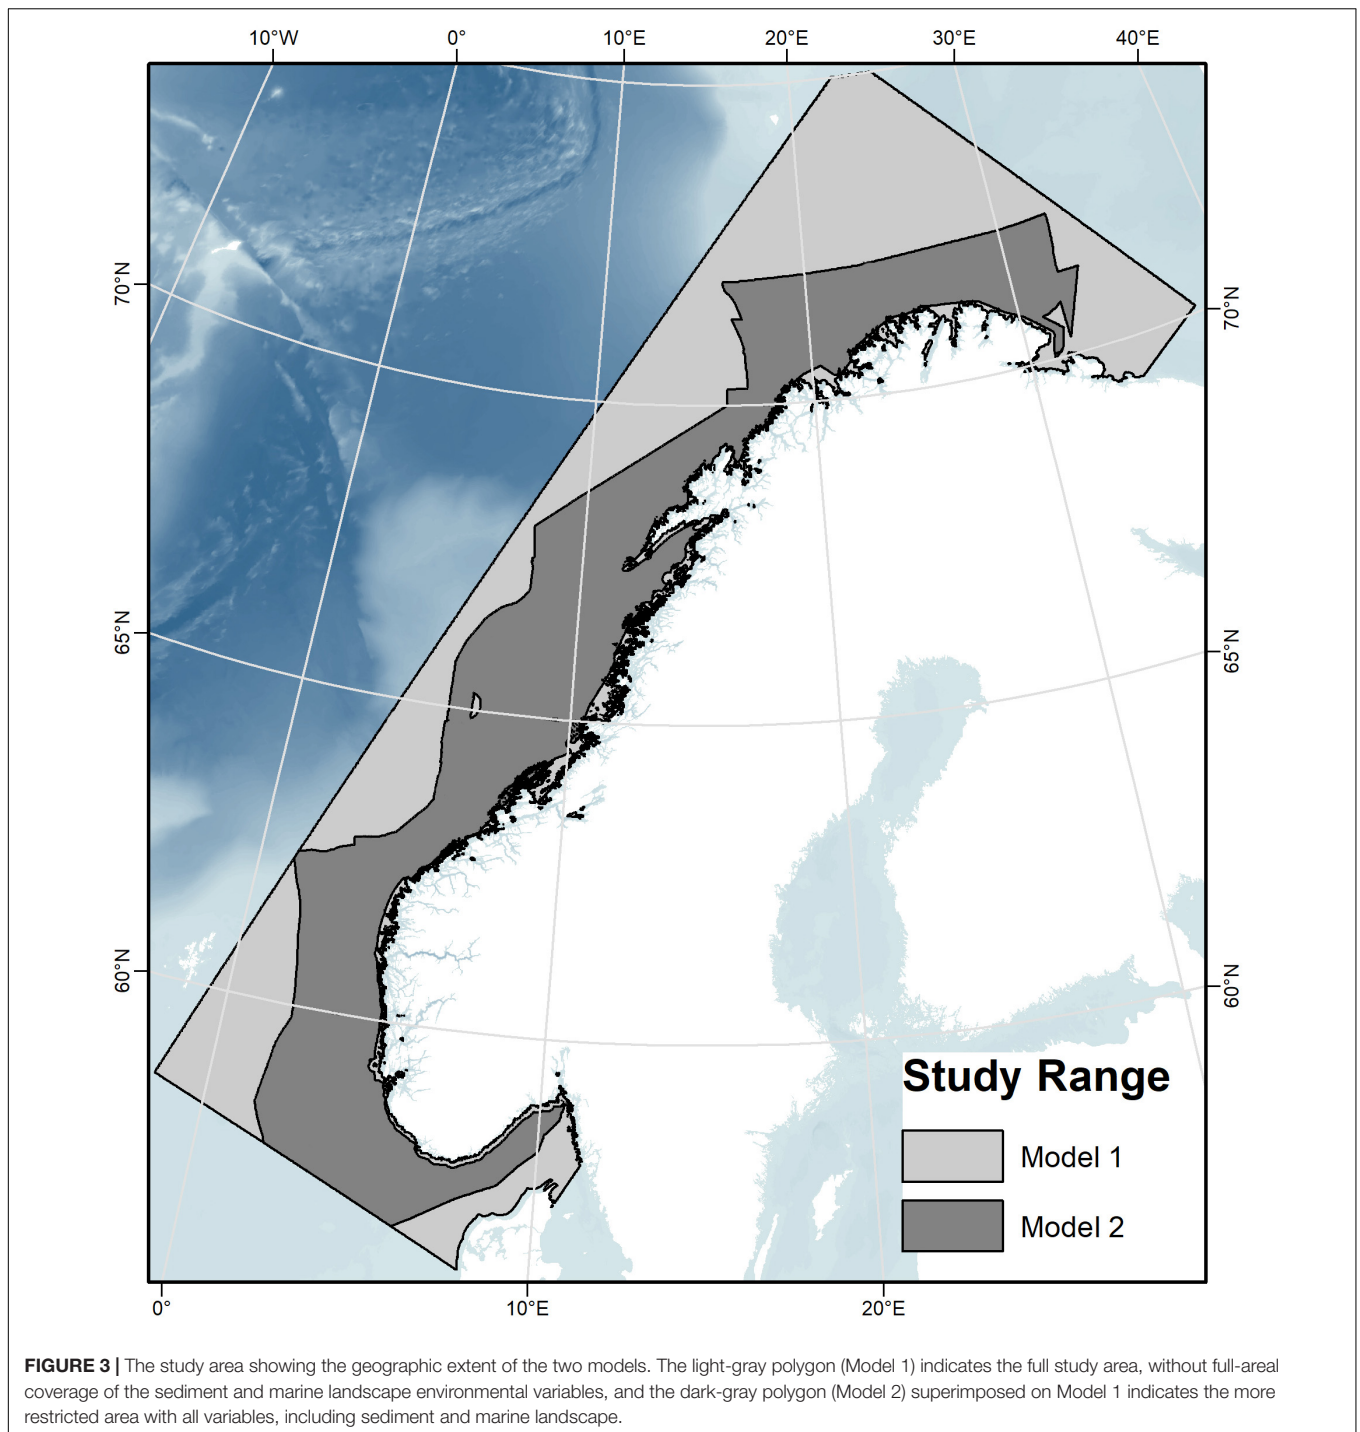 10°W 0° 10°E 20°E 30°E 40°E
70°N
70°N
65°N
65°N
60°N
60°N
Study Range
Model 1
Model 2
0° 10°E 20°E
FIGURE 3 | The study area showing the geographic extent of the two models. The light-gray polygon (Model 1) indicates the full study area, without full-areal
coverage of the sediment and marine landscape environmental variables, and the dark-gray polygon (Model 2) superimposed on Model 1 indicates the more
restricted area with all variables, including sediment and marine landscape.